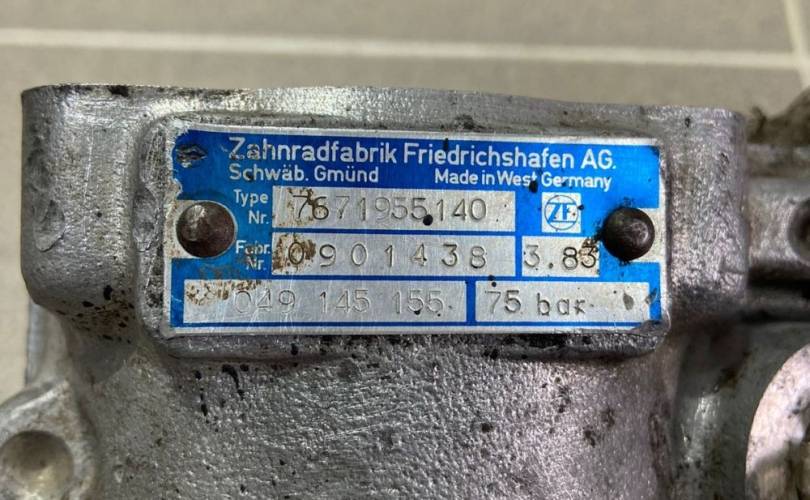 Zahnradfabrik Friedrichshafen AG.
Schwäb. Gmünd Made in West Germany
Type Nr. 7671955140 ZF
Fabr. Nr. 0901438 3.83
049 145 155 75 bar